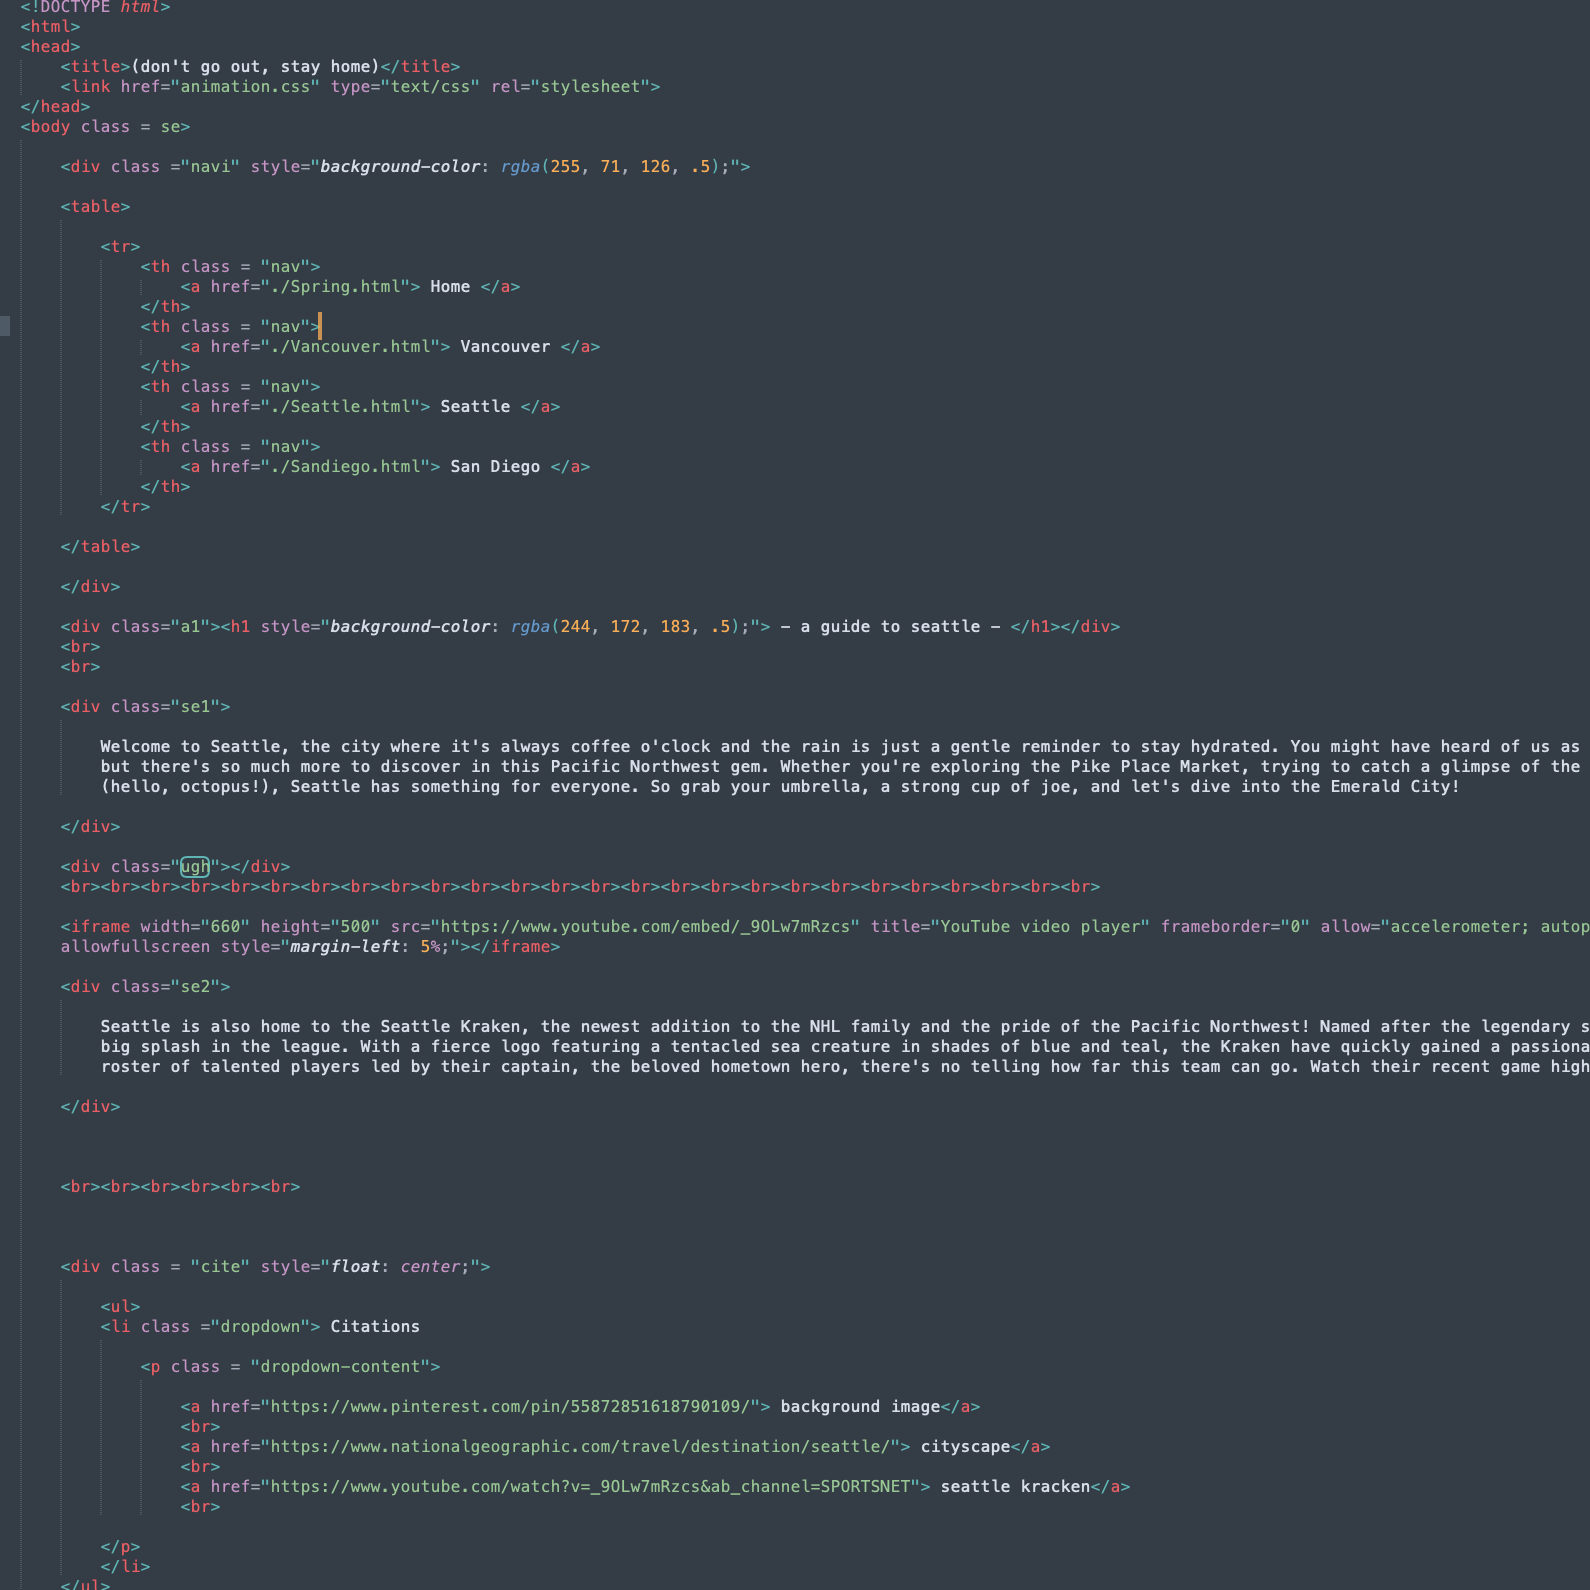 <!DOCTYPE html>
<html>
<head>
<title>(don't go out, stay home)</title>
<link href="animation.css" type="text/css" rel="stylesheet">
</head>
<body class = se>
<div class ="navi" style="background-color: rgba(255, 71, 126, .5);">
<table>
<tr>
<th class = "nav">
<a href="./Spring.html"> Home </a>
</th>
<th class = "nav">
<a href="./Vancouver.html"> Vancouver </a>
</th>
<th class = "nav">
<a href="./Seattle.html"> Seattle </a>
</th>
<th class = "nav">
<a href="./Sandiego.html"> San Diego </a>
</th>
</tr>
</table>
</div>
<div class="a1"><h1 style="background-color: rgba(244, 172, 183, .5);"> – a guide to seattle – </h1></div>
<br>
<br>
<div class="se1">
Welcome to Seattle, the city where it's always coffee o'clock and the rain is just a gentle reminder to stay hydrated. You might have heard of us as
but there's so much more to discover in this Pacific Northwest gem. Whether you're exploring the Pike Place Market, trying to catch a glimpse of the
(hello, octopus!), Seattle has something for everyone. So grab your umbrella, a strong cup of joe, and let's dive into the Emerald City!
</div>
<div class="ugh"></div>
<br><br><br><br><br><br><br><br><br><br><br><br><br><br><br><br><br><br><br><br><br><br><br><br><br><br>
<iframe width="660" height="500" src="https://www.youtube.com/embed/_9OLw7mRzcs" title="YouTube video player" frameborder="0" allow="accelerometer; autop
allowfullscreen style="margin-left: 5%;"></iframe>
<div class="se2">
Seattle is also home to the Seattle Kraken, the newest addition to the NHL family and the pride of the Pacific Northwest! Named after the legendary s
big splash in the league. With a fierce logo featuring a tentacled sea creature in shades of blue and teal, the Kraken have quickly gained a passiona
roster of talented players led by their captain, the beloved hometown hero, there's no telling how far this team can go. Watch their recent game high
</div>
<br><br><br><br><br><br>
<div class = "cite" style="float: center;">
<ul>
<li class ="dropdown"> Citations
<p class = "dropdown-content">
<a href="https://www.pinterest.com/pin/55872851618790109/"> background image</a>
<br>
<a href="https://www.nationalgeographic.com/travel/destination/seattle/"> cityscape</a>
<br>
<a href="https://www.youtube.com/watch?v=_9OLw7mRzcs&ab_channel=SPORTSNET"> seattle kracken</a>
<br>
</p>
</li>
</ul>